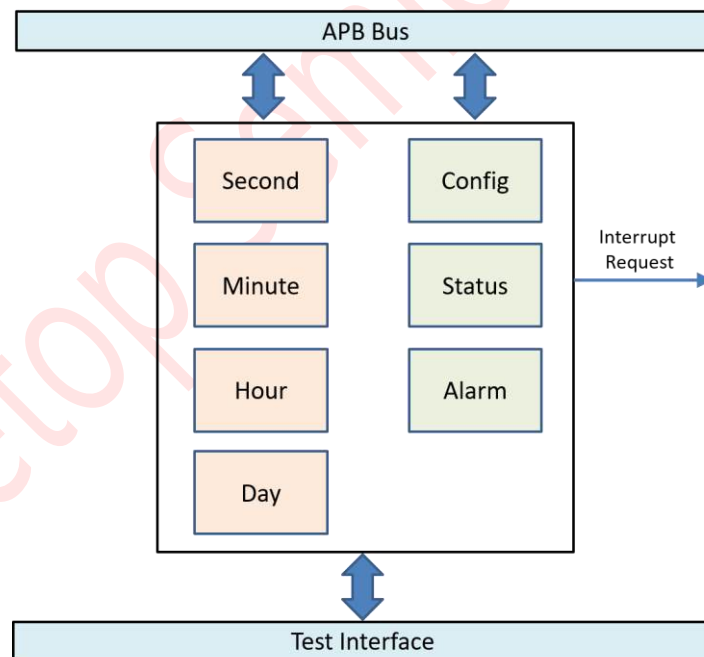 APB Bus
Second
Config
Minute
Status
Interrupt
Request
Hour
Alarm
Day
Test Interface